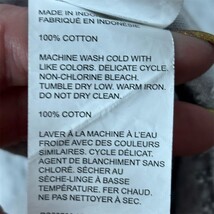 MADE IN
FABRIQUÉ EN INDONÉSIE
100% COTTON
MACHINE WASH COLD WITH
LIKE COLORS. DELICATE CYCLE.
NON-CHLORINE BLEACH.
TUMBLE DRY LOW. WARM IRON.
DO NOT DRY CLEAN.
100% COTON
LAVER À LA MACHINE À L'EAU
FROIDE AVEC DES COULEURS
SIMILAIRES. CYCLE DÉLICAT.
AGENT DE BLANCHIMENT SANS
CHLORE. SÉCHER AU
SÈCHE-LINGE À BASSE
TEMPÉRATURE. FER CHAUD.
NE PAS NETTOYER À SEC.